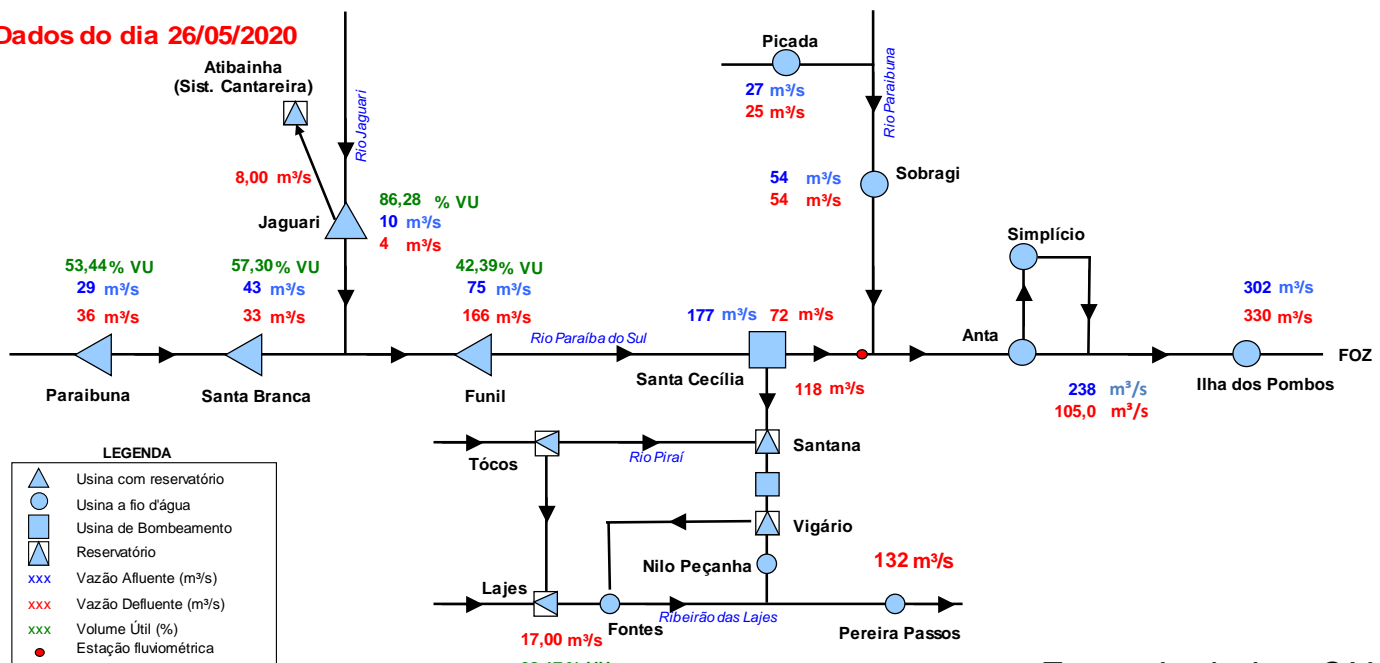 Dados do dia 26/05/2020
Atibainha
(Sist. Cantareira)
Rio Jaguari
8,00 m³/s
Jaguari
86,28 % VU
10 m³/s
4 m³/s
Picada
27 m³/s
25 m³/s
Rio Paraibuna
54 m³/s
54 m³/s
Sobragi
53,44% VU
29 m³/s
36 m³/s
Paraibuna
57,30% VU
43 m³/s
33 m³/s
Santa Branca
42,39% VU
75 m³/s
166 m³/s
Funil
Rio Paraíba do Sul
177 m³/s 72 m³/s
Santa Cecília
118 m³/s
Simplício
Anta
238 m³/s
105,0 m³/s
302 m³/s
330 m³/s
Ilha dos Pombos
FOZ
Tócos
Rio Piraí
Santana
Vigário
Nilo Peçanha
132 m³/s
Lajes
17,00 m³/s
Fontes
Ribeirão das Lajes
Pereira Passos
LEGENDA
Usina com reservatório
Usina a fio d'água
Usina de Bombeamento
Reservatório
xxx Vazão Afluente (m³/s)
xxx Vazão Defluente (m³/s)
xxx Volume Útil (%)
Estação fluviométrica